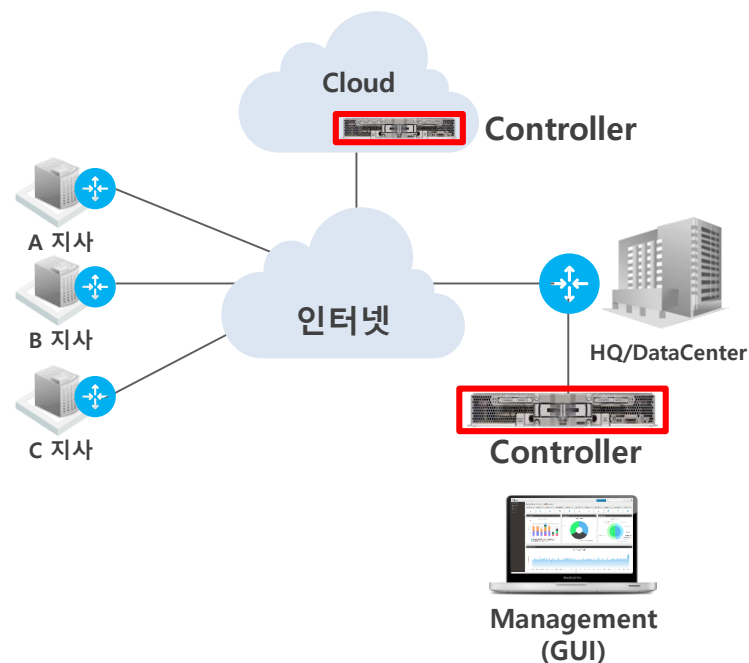 Cloud
Controller
A 지사
B 지사
인터넷
HQ/DataCenter
C 지사
Controller
Management
(GUI)